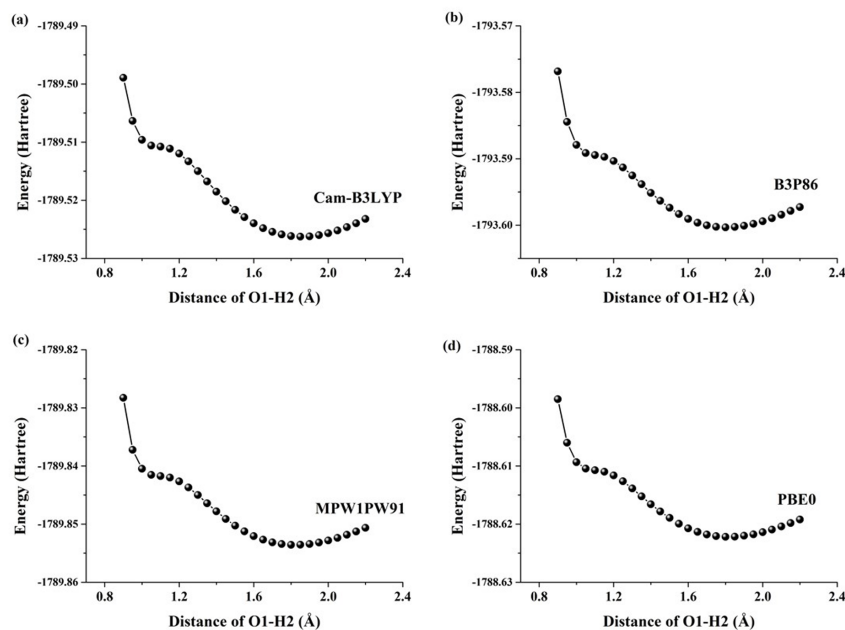 (a)
-1789.49
-1789.50
-1789.51
-1789.52
-1789.53
Energy (Hartree)
Cam-B3LYP
0.8 1.2 1.6 2.0 2.4
Distance of O1-H2 (Å)
(b)
-1793.57
-1793.58
-1793.59
-1793.60
Energy (Hartree)
B3P86
0.8 1.2 1.6 2.0 2.4
Distance of O1-H2 (Å)
(c)
-1789.82
-1789.83
-1789.84
-1789.85
-1789.86
Energy (Hartree)
MPW1PW91
0.8 1.2 1.6 2.0 2.4
Distance of O1-H2 (Å)
(d)
-1788.59
-1788.60
-1788.61
-1788.62
-1788.63
Energy (Hartree)
PBE0
0.8 1.2 1.6 2.0 2.4
Distance of O1-H2 (Å)